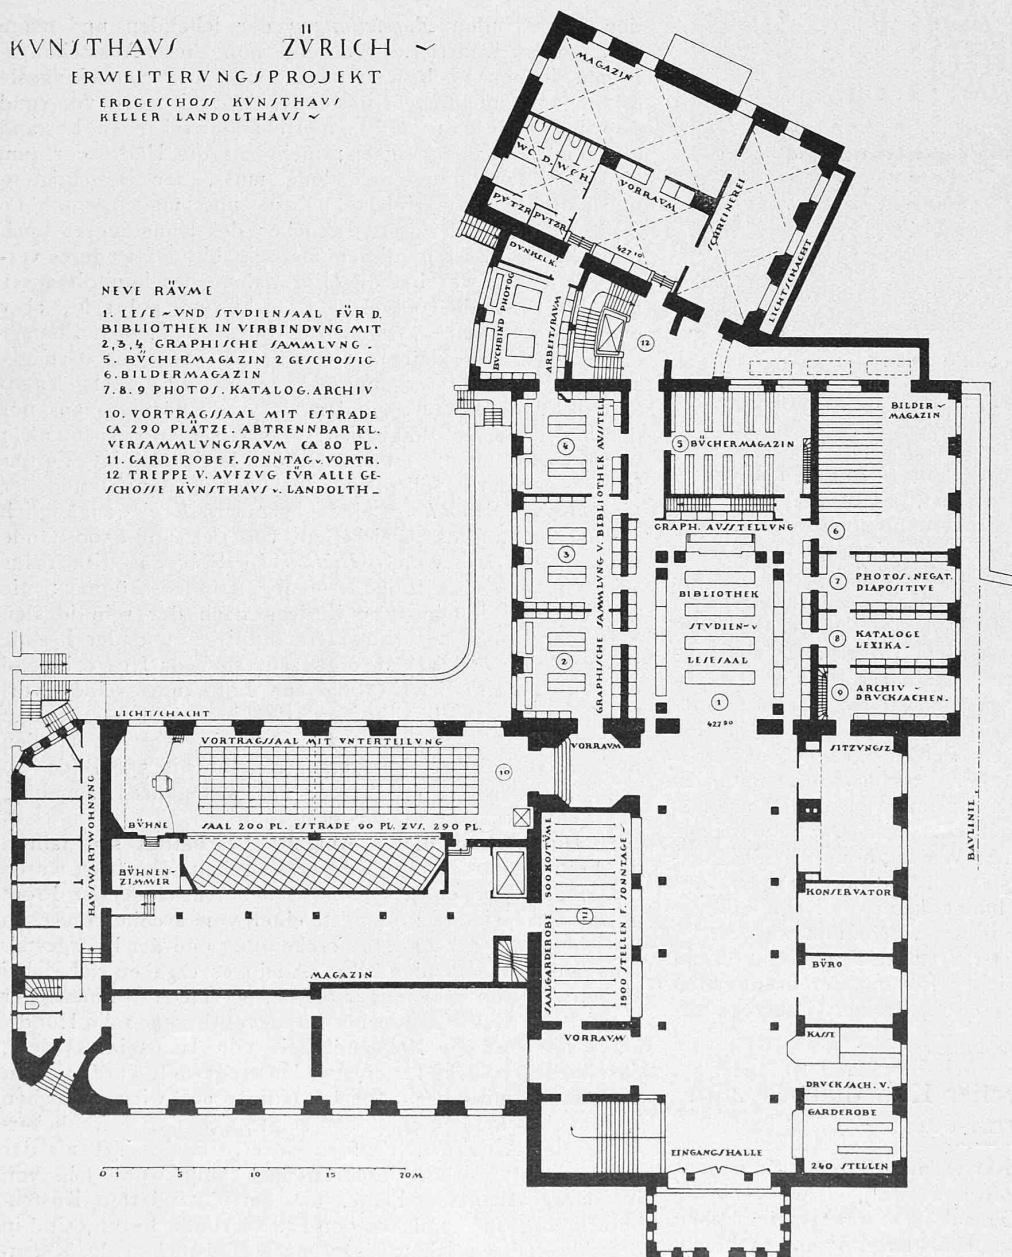 KVNSTHAVS ZÜRICH ~
ERWEITERVNGSPROJEKT
ERDGESCHOSS KVNSTHAVS
KELLER LANDOLTHAVS ~
NEVE RÄVME
1. LESE ~ VND STVDIENSAAL FÜR D.
BIBLIOTHEK IN VERBINDVNG MIT
2,3,4 GRAPHISCHE SAMMLVNG .
5. BÜCHERMAGAZIN 2 GESCHOSSIG
6. BILDERMAGAZIN
7.8.9 PHOTOS. KATALOG. ARCHIV
10. VORTRAGSSAAL MIT ESTRADE
CA 290 PLÄTZE. ABTRENNBAR KL.
VERSAMMLVNGSRAVM CA 80 PL.
11. GARDEROBE F. SONNTAG v. VORTR.
12 TREPPE V. AVFZVG FÜR ALLE GE-
SCHOSSE KVNSTHAVS v. LANDOLTH_
MAGAZIN
WC. D.
W.C.H
PVTZR
PVTZR
VORRAVM
427.10
SCHREINEREI
LICHTSCHACHT
DVNKELK.
BVCHBIND PHOTOG
ARBEITSRAVM
12
4
3
2
GRAPHISCHE SAMMLVNG V. BIBLIOTHEK AVSSTELL
5 BÜCHERMAGAZIN
GRAPH. AVSSTELLVNG
BIBLIOTHEK
STVDIEN- v
LESESAAL
1
427.20
BILDER ~
MAGAZIN
6
7 PHOTOS. NEGAT.
DIAPOSITIVE
8 KATALOGE
LEXIKA -
9 ARCHIV -
DRVCKSACHEN.
BAVLINIE
LICHTSCHACHT
VORTRAGSSAAL MIT VNTERTEILVNG
10
BÜHNE
SAAL 200 PL. ESTRADE 90 PL. ZVS. 290 PL.
BÜHNEN-
ZIMMER
HAVSWARTWOHNVNG
MAGAZIN
VORRAVM
SAALGARDEROBE 500 KOSTÜME
11
1500 STELLEN F. SONNTAGE ~
VORRAVM
SITZVNGSZ.
KONSERVATOR
BÜRO
KASSE
DRVCKSACH. V.
GARDEROBE
240 STELLEN
EINGANGSHALLE
0 1 5 10 15 20 M